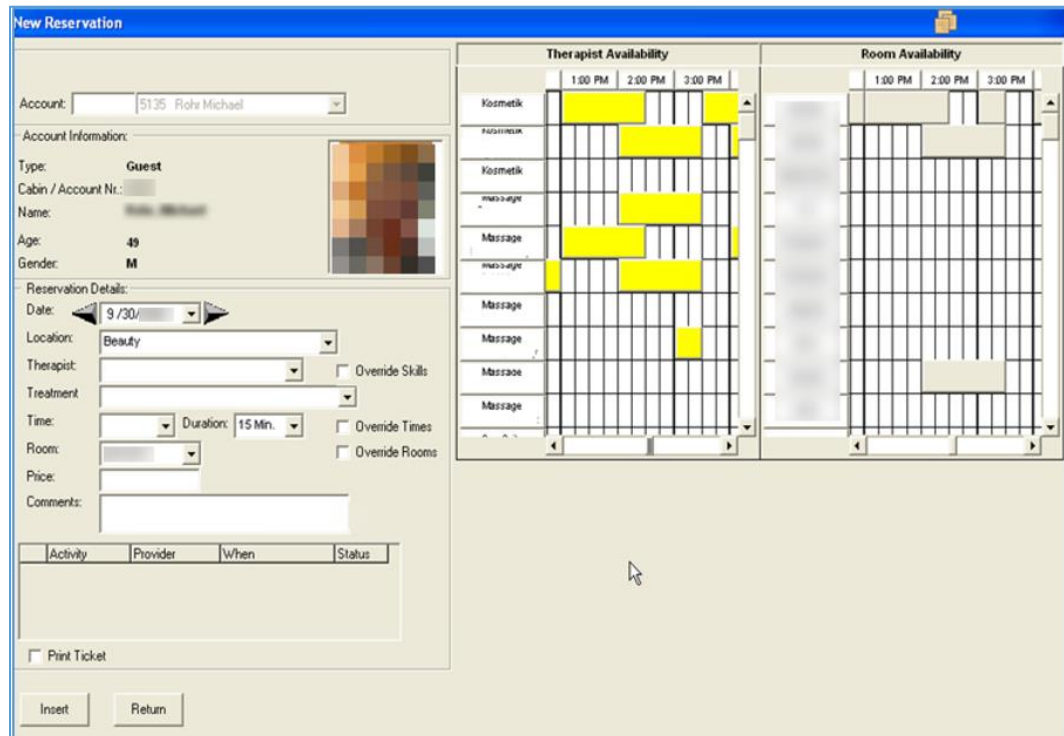 New Reservation
Account: 5135 Rohr Michael
Account Information:
Type: Guest
Cabin / Account Nr.:
Name:
Age: 49
Gender: M
Reservation Details:
Date: 9 /30/
Location: Beauty
Therapist: Override Skills
Treatment
Time: Duration: 15 Min. Override Times
Room: Override Rooms
Price:
Comments:
Activity Provider When Status
Print Ticket
Insert Return
Therapist Availability
1:00 PM 2:00 PM 3:00 PM
Kosmetik
Kosmetik
Kosmetik
Massage
Massage
Massage
Massage
Massage
Massage
Massage
Room Availability
1:00 PM 2:00 PM 3:00 PM